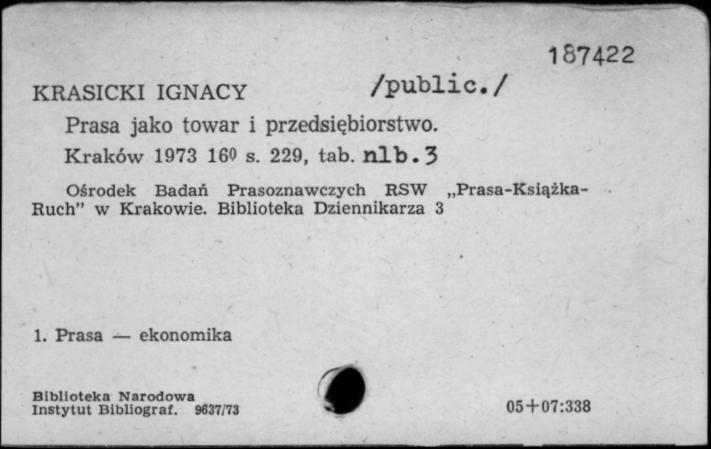 187422
KRASICKI IGNACY /public./
Prasa jako towar i przedsiębiorstwo.
Kraków 1973 16⁰ s. 229, tab. nlb.3
Ośrodek Badań Prasoznawczych RSW „Prasa-Książka-
Ruch” w Krakowie. Biblioteka Dziennikarza 3
1. Prasa — ekonomika
Biblioteka Narodowa
Instytut Bibliograf. 9637/73
05+07:338